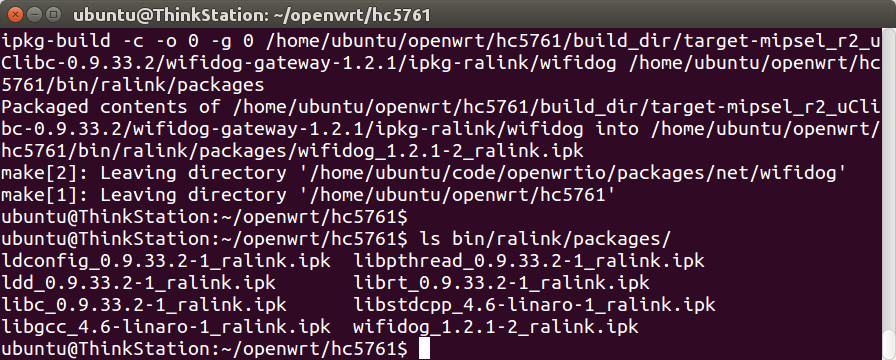 ubuntu@ThinkStation: ~/openwrt/hc5761
ipkg-build -c -o 0 -g 0 /home/ubuntu/openwrt/hc5761/build_dir/target-mipsel_r2_u
Clibc-0.9.33.2/wifidog-gateway-1.2.1/ipkg-ralink/wifidog /home/ubuntu/openwrt/hc
5761/bin/ralink/packages
Packaged contents of /home/ubuntu/openwrt/hc5761/build_dir/target-mipsel_r2_uCli
bc-0.9.33.2/wifidog-gateway-1.2.1/ipkg-ralink/wifidog into /home/ubuntu/openwrt/
hc5761/bin/ralink/packages/wifidog_1.2.1-2_ralink.ipk
make[2]: Leaving directory '/home/ubuntu/code/openwrtio/packages/net/wifidog'
make[1]: Leaving directory '/home/ubuntu/openwrt/hc5761'
ubuntu@ThinkStation:~/openwrt/hc5761$
ubuntu@ThinkStation:~/openwrt/hc5761$ ls bin/ralink/packages/
ldconfig_0.9.33.2-1_ralink.ipk  libpthread_0.9.33.2-1_ralink.ipk
ldd_0.9.33.2-1_ralink.ipk       librt_0.9.33.2-1_ralink.ipk
libc_0.9.33.2-1_ralink.ipk      libstdcpp_4.6-linaro-1_ralink.ipk
libgcc_4.6-linaro-1_ralink.ipk  wifidog_1.2.1-2_ralink.ipk
ubuntu@ThinkStation:~/openwrt/hc5761$